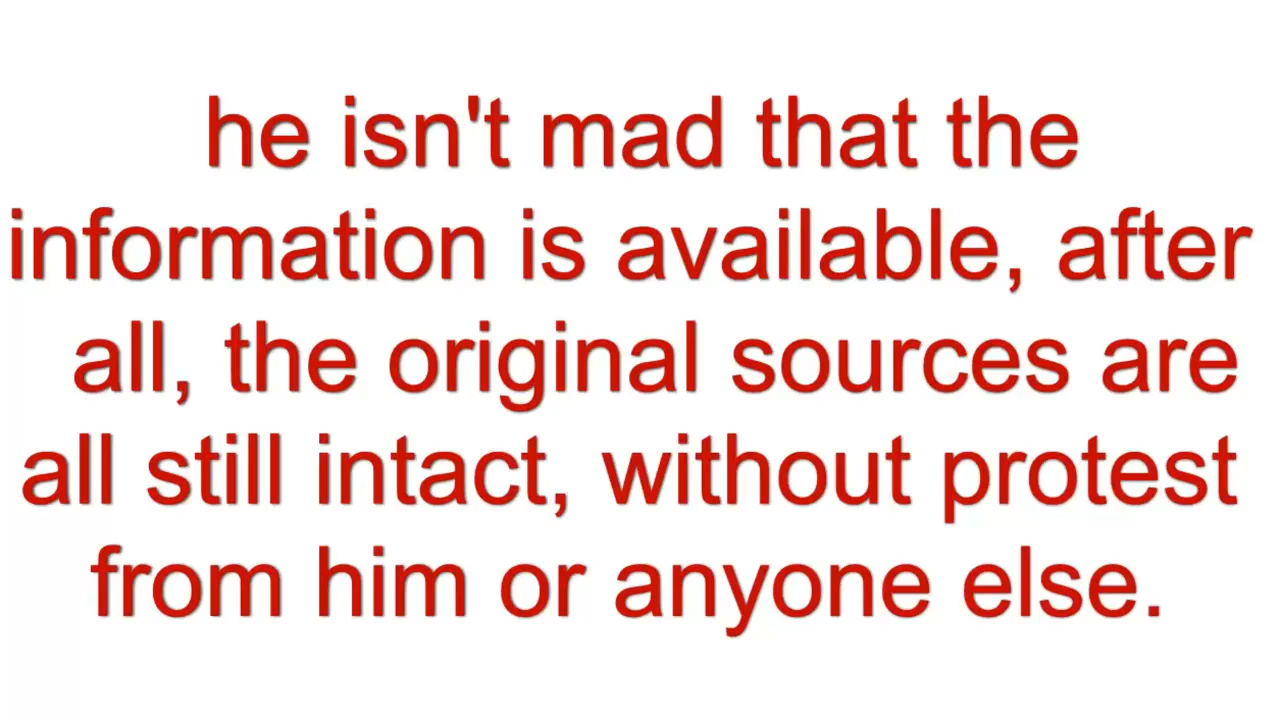 he isn't mad that the
information is available, after
all, the original sources are
all still intact, without protest
from him or anyone else.